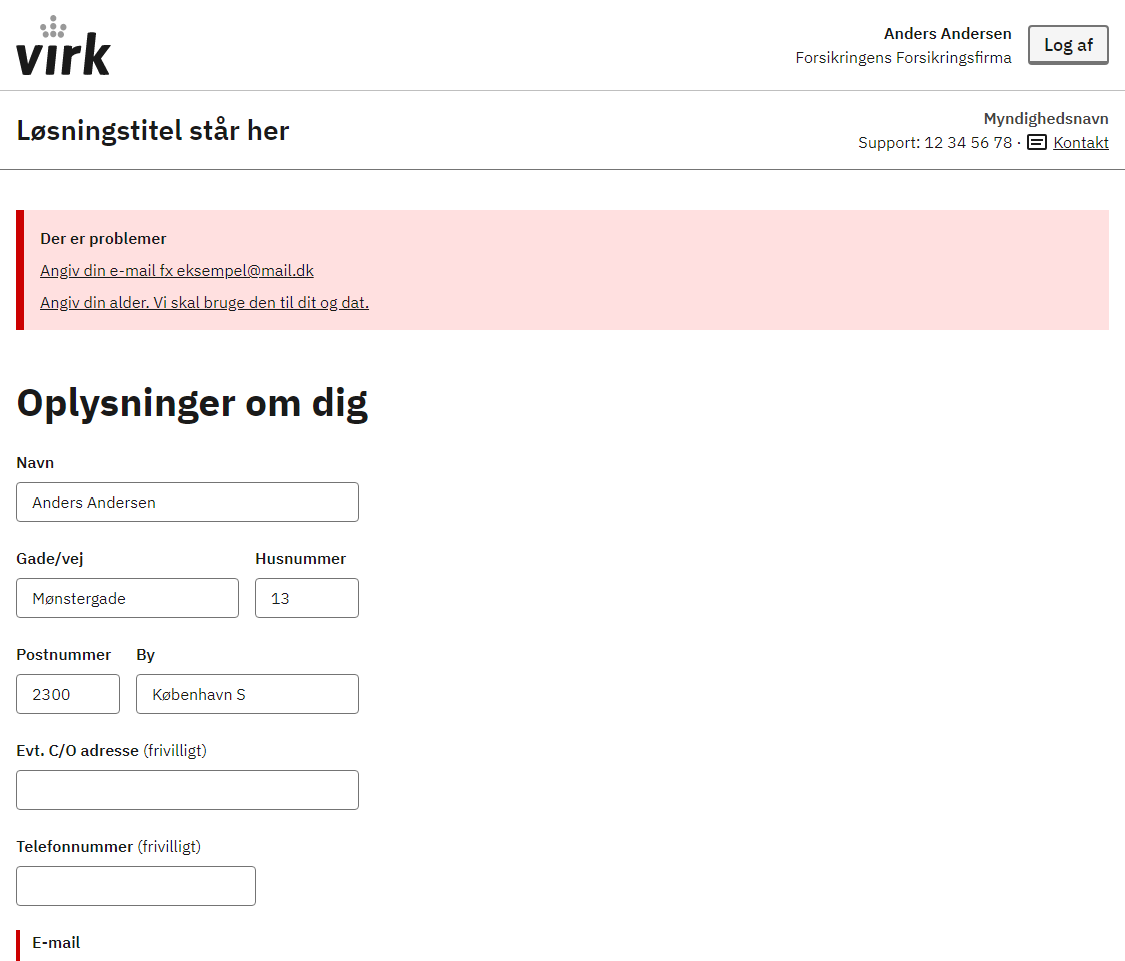 virk
Anders Andersen
Forsikringens Forsikringsfirma
Log af
Løsningstitel står her
Myndighedsnavn
Support: 12 34 56 78 · Kontakt
Der er problemer
Angiv din e-mail fx eksempel@mail.dk
Angiv din alder. Vi skal bruge den til dit og dat.
Oplysninger om dig
Navn
Anders Andersen
Gade/vej Husnummer
Mønstergade 13
Postnummer By
2300 København S
Evt. C/O adresse (frivilligt)
Telefonnummer (frivilligt)
E-mail